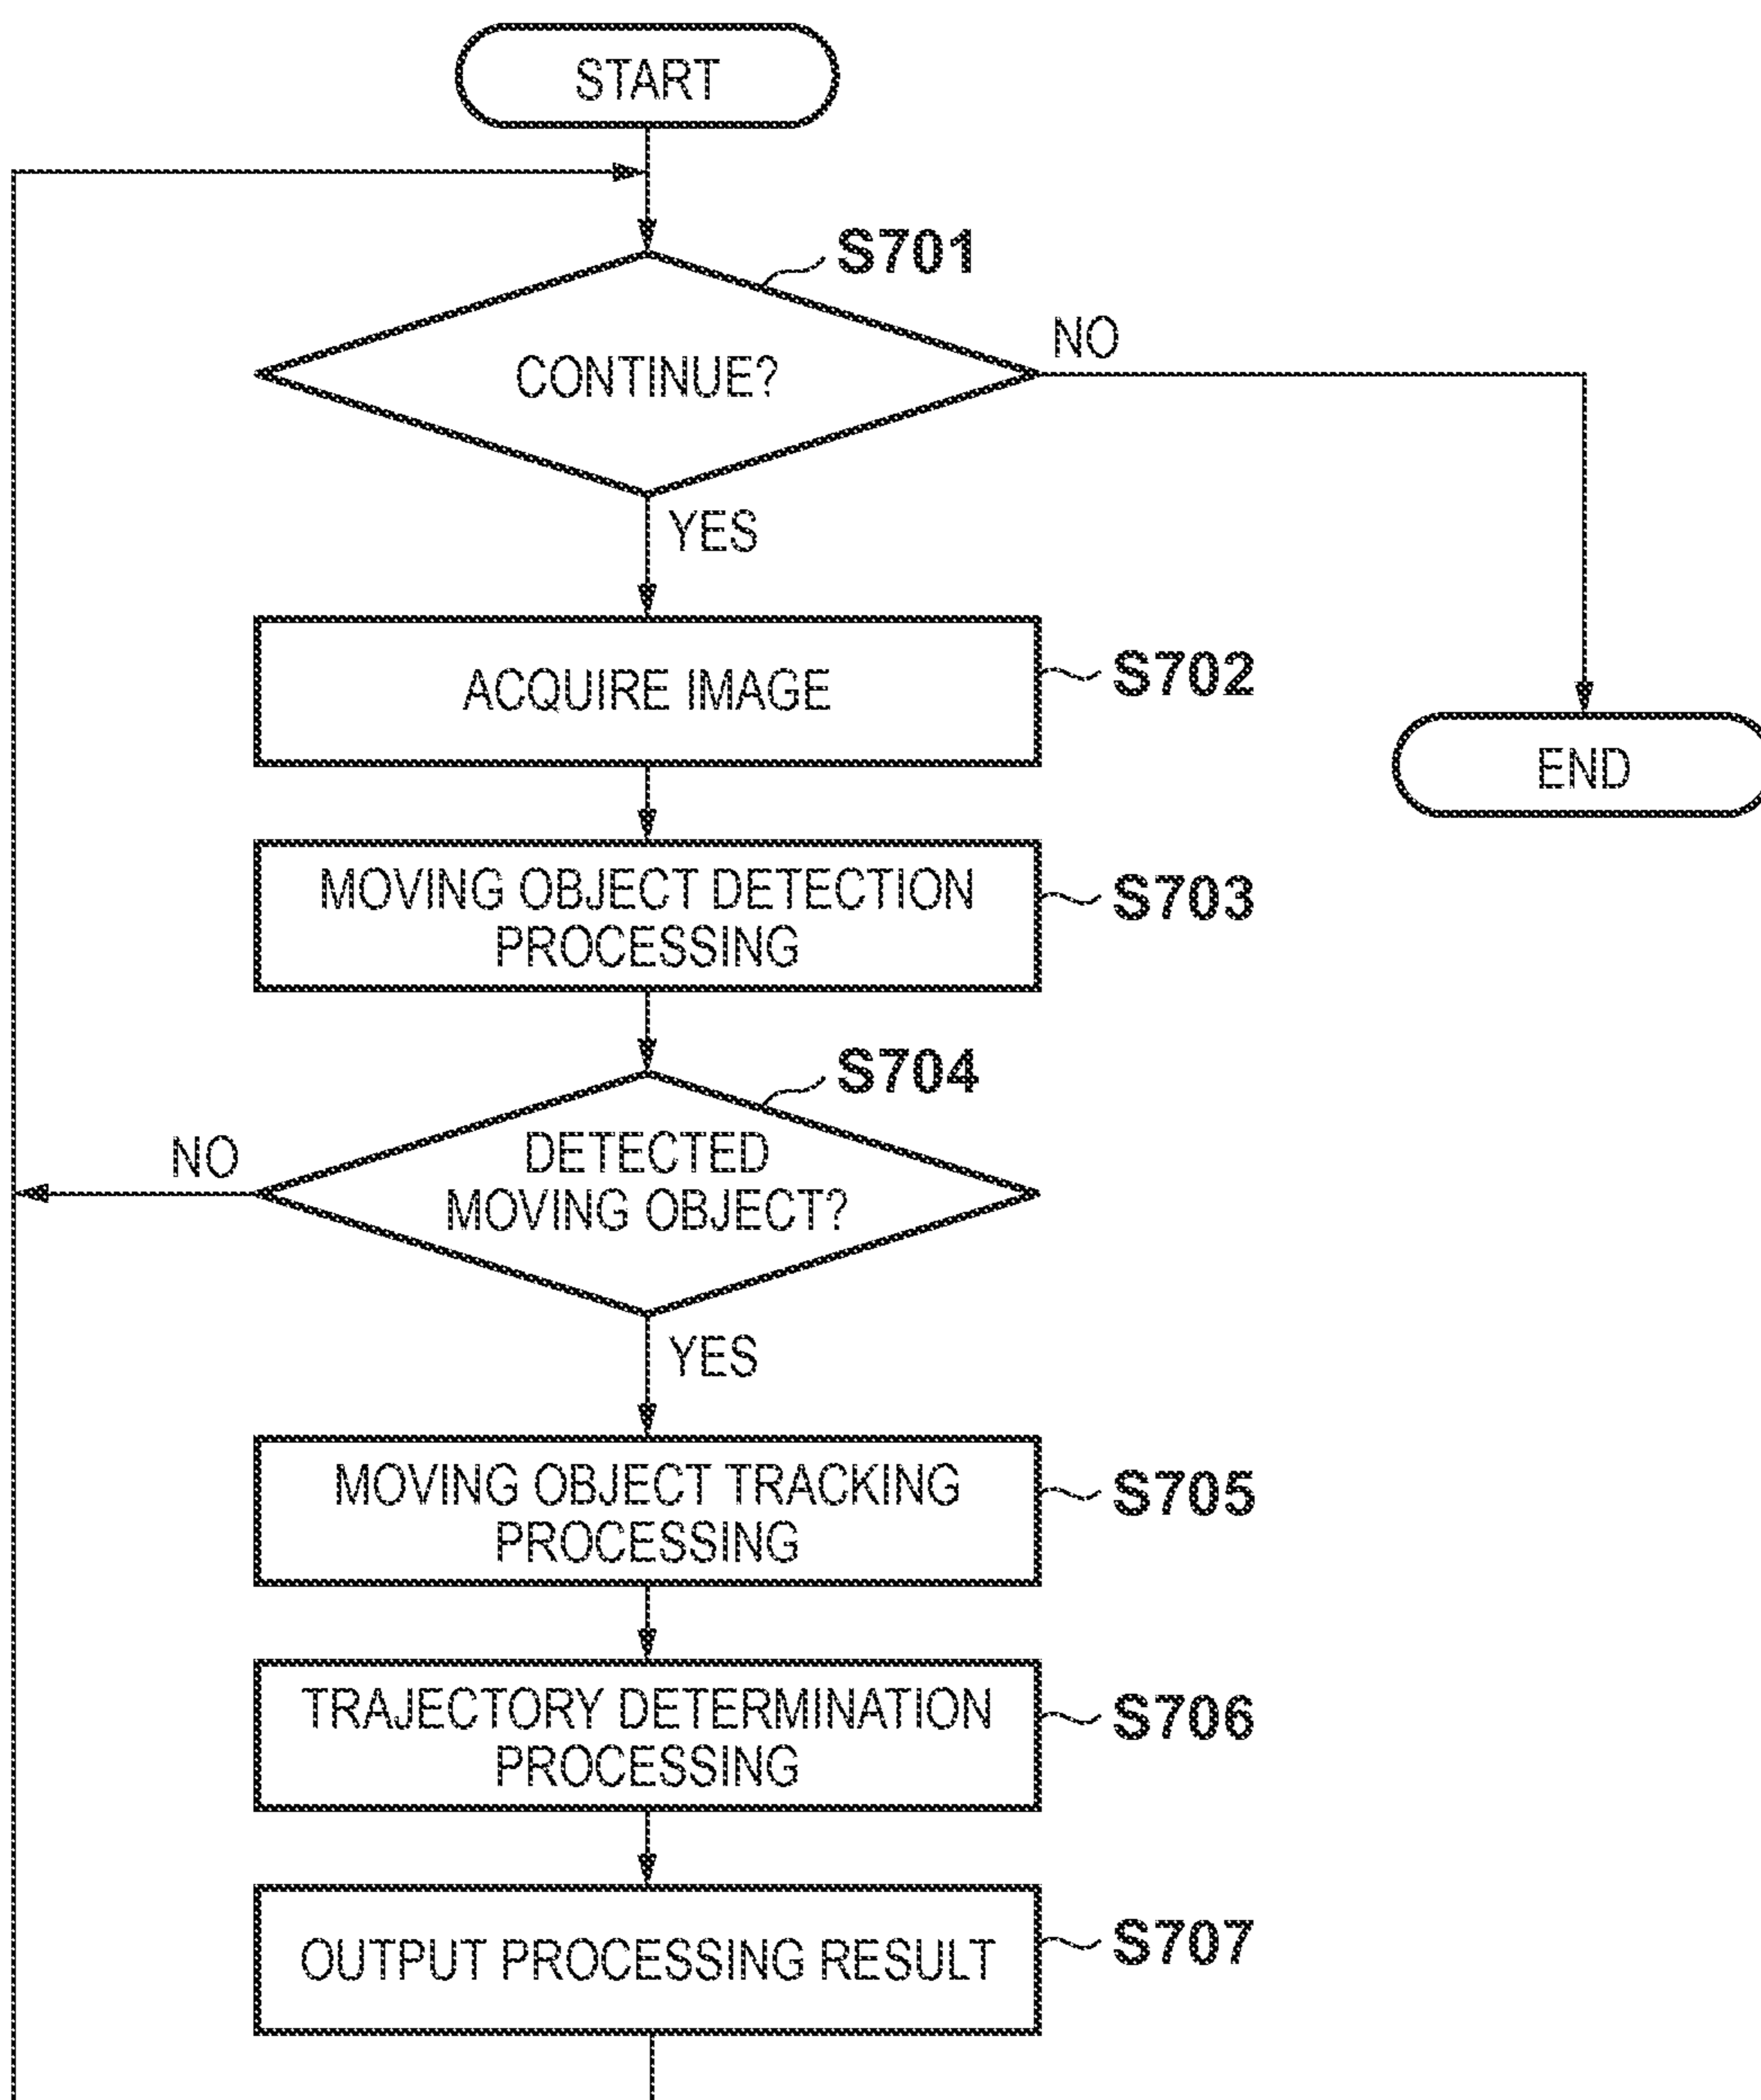 START
S701
CONTINUE?
NO
YES
ACQUIRE IMAGE
S702
END
MOVING OBJECT DETECTION
PROCESSING
S703
S704
DETECTED
MOVING OBJECT?
NO
YES
MOVING OBJECT TRACKING
PROCESSING
S705
TRAJECTORY DETERMINATION
PROCESSING
S706
OUTPUT PROCESSING RESULT
S707